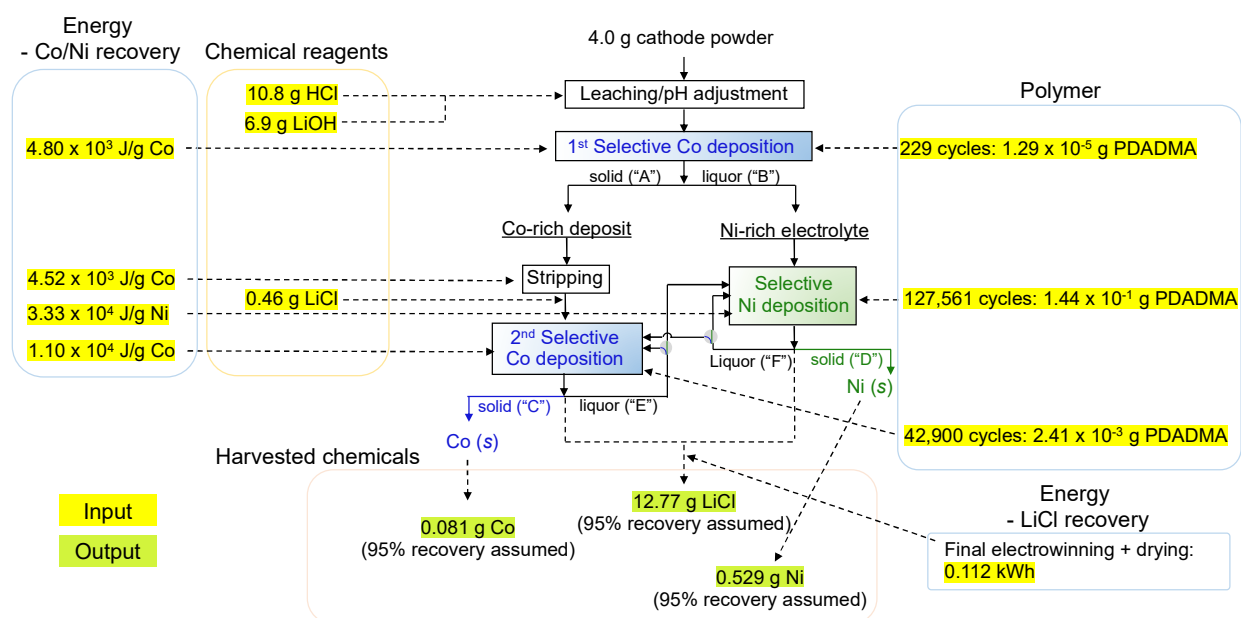 Energy
- Co/Ni recovery
Chemical reagents
4.0 g cathode powder
10.8 g HCl
6.9 g LiOH
Leaching/pH adjustment
Polymer
4.80 x 10³ J/g Co
1st Selective Co deposition
229 cycles: 1.29 x 10⁻⁵ g PDADMA
solid ("A")
liquor ("B")
Co-rich deposit
Ni-rich electrolyte
4.52 x 10³ J/g Co
Stripping
Selective
Ni deposition
0.46 g LiCl
127,561 cycles: 1.44 x 10⁻¹ g PDADMA
3.33 x 10⁴ J/g Ni
1.10 x 10⁴ J/g Co
2nd Selective
Co deposition
Liquor ("F")
solid ("D")
Ni (s)
solid ("C")
liquor ("E")
Co (s)
42,900 cycles: 2.41 x 10⁻³ g PDADMA
Harvested chemicals
Input
Output
0.081 g Co
(95% recovery assumed)
12.77 g LiCl
(95% recovery assumed)
0.529 g Ni
(95% recovery assumed)
Energy
- LiCl recovery
Final electrowinning + drying:
0.112 kWh